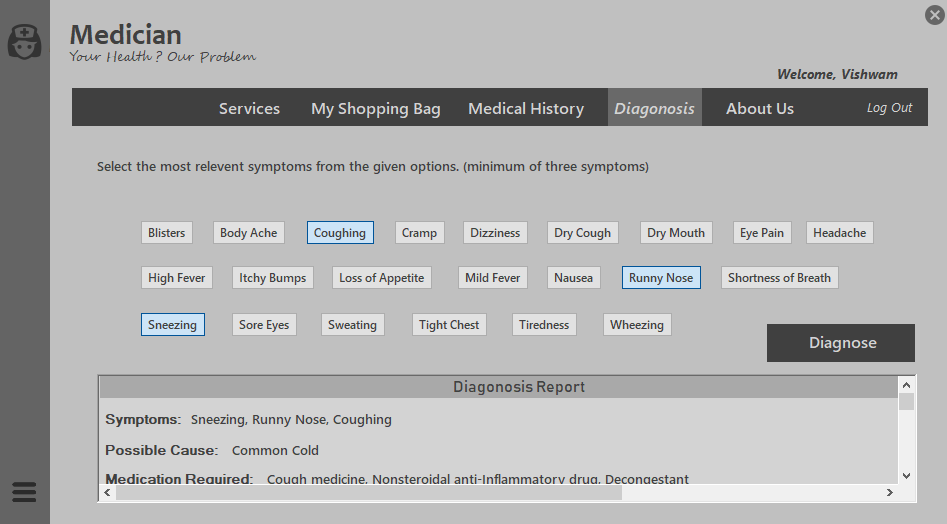 Medician
Your Health? Our Problem
Welcome, Vishwam
Services My Shopping Bag Medical History Diagonosis About Us Log Out
Select the most relevent symptoms from the given options. (minimum of three symptoms)
Blisters Body Ache Coughing Cramp Dizziness Dry Cough Dry Mouth Eye Pain Headache
High Fever Itchy Bumps Loss of Appetite Mild Fever Nausea Runny Nose Shortness of Breath
Sneezing Sore Eyes Sweating Tight Chest Tiredness Wheezing
Diagnose
Diagonosis Report
Symptoms: Sneezing, Runny Nose, Coughing
Possible Cause: Common Cold
Medication Required: Cough medicine, Nonsteroidal anti-Inflammatory drug, Decongestant